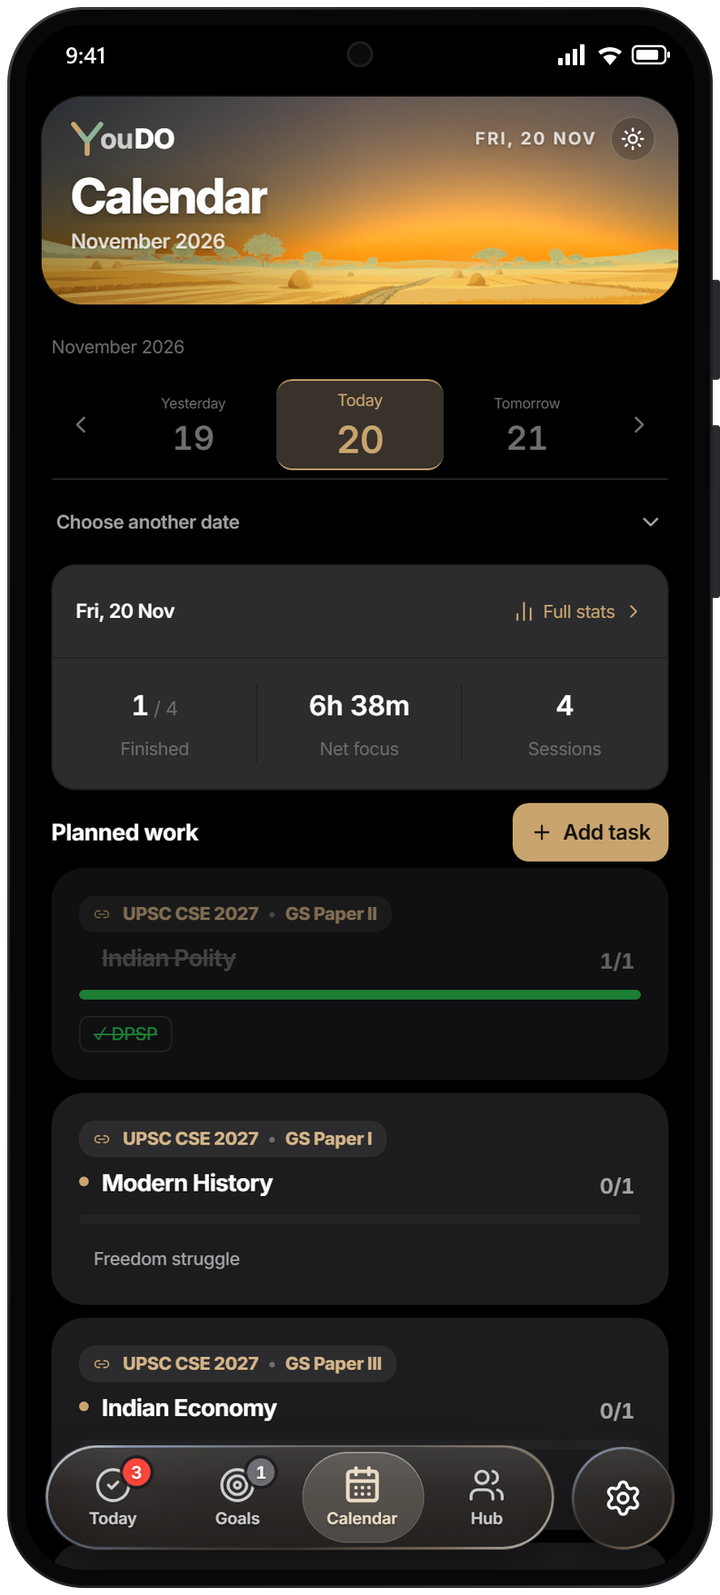 9:41
YouDO
FRI, 20 NOV
Calendar
November 2026
November 2026
Yesterday
19
Today
20
Tomorrow
21
Choose another date
Fri, 20 Nov
Full stats
1 / 4
Finished
6h 38m
Net focus
4
Sessions
Planned work
+ Add task
UPSC CSE 2027 • GS Paper II
Indian Polity
1/1
✓ DPSP
UPSC CSE 2027 • GS Paper I
Modern History
0/1
Freedom struggle
UPSC CSE 2027 • GS Paper III
Indian Economy
0/1
3
Today
1
Goals
Calendar
Hub